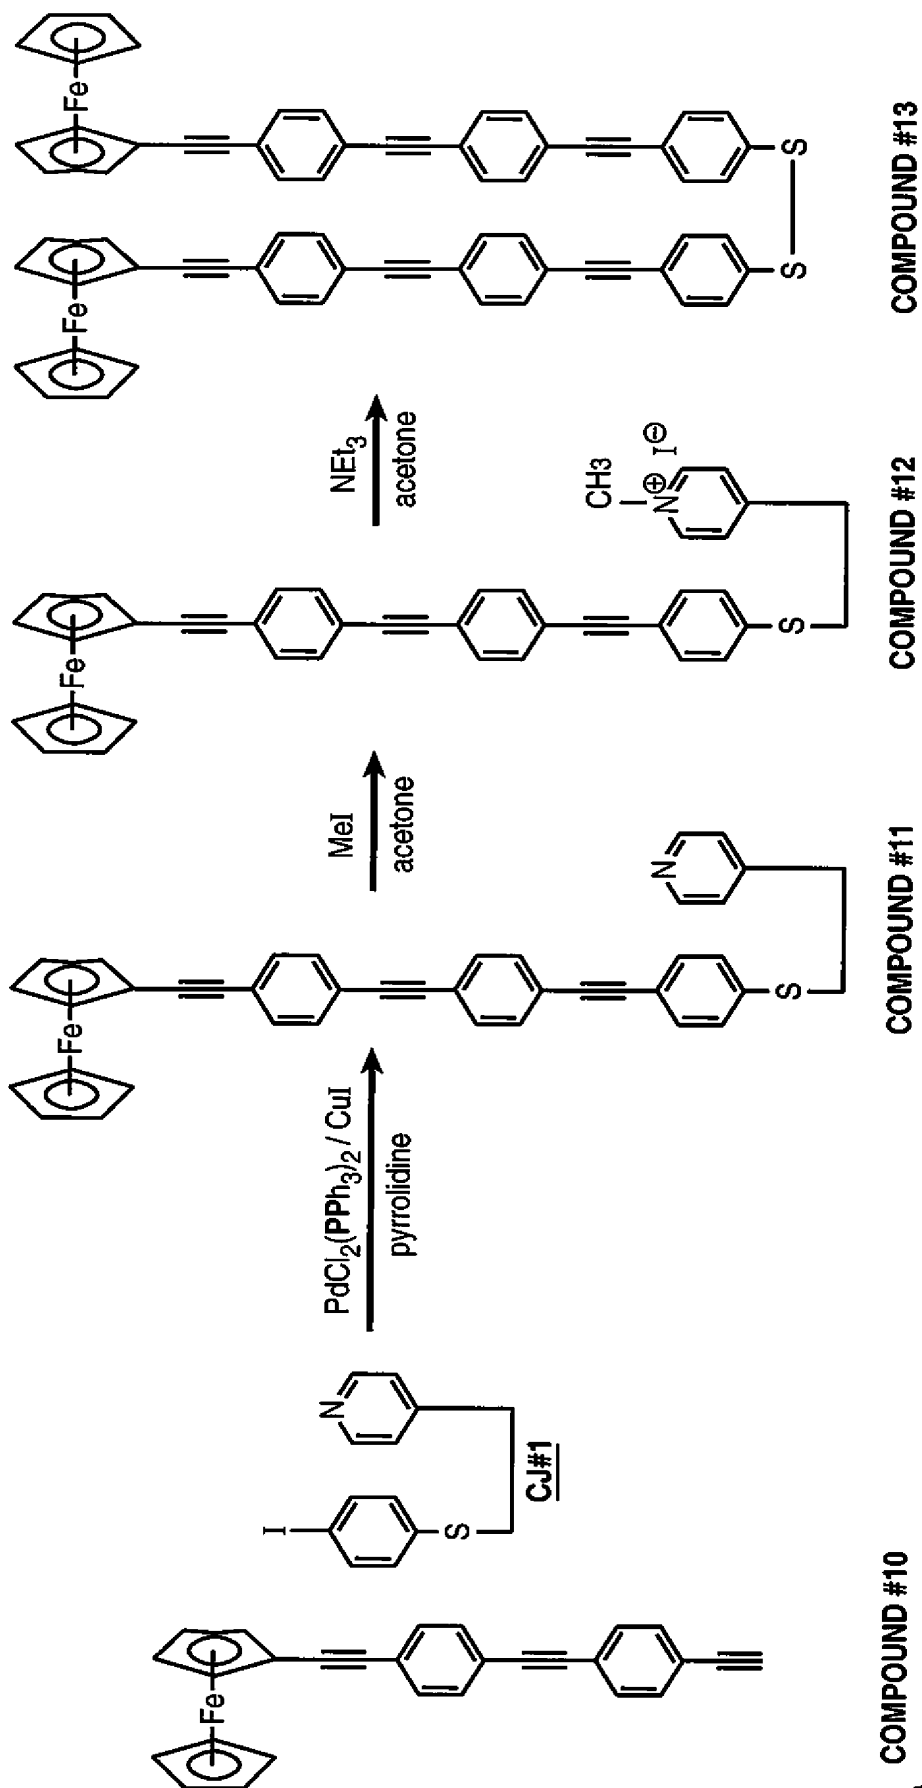 Fe
COMPOUND #10
I
S
N
CJ#1
PdCl2(PPh3)2 / CuI
pyrrolidine
Fe
S
N
COMPOUND #11
MeI
acetone
Fe
S
CH3
N ⊕ I ⊖
COMPOUND #12
NEt3
acetone
Fe
Fe
S
S
COMPOUND #13